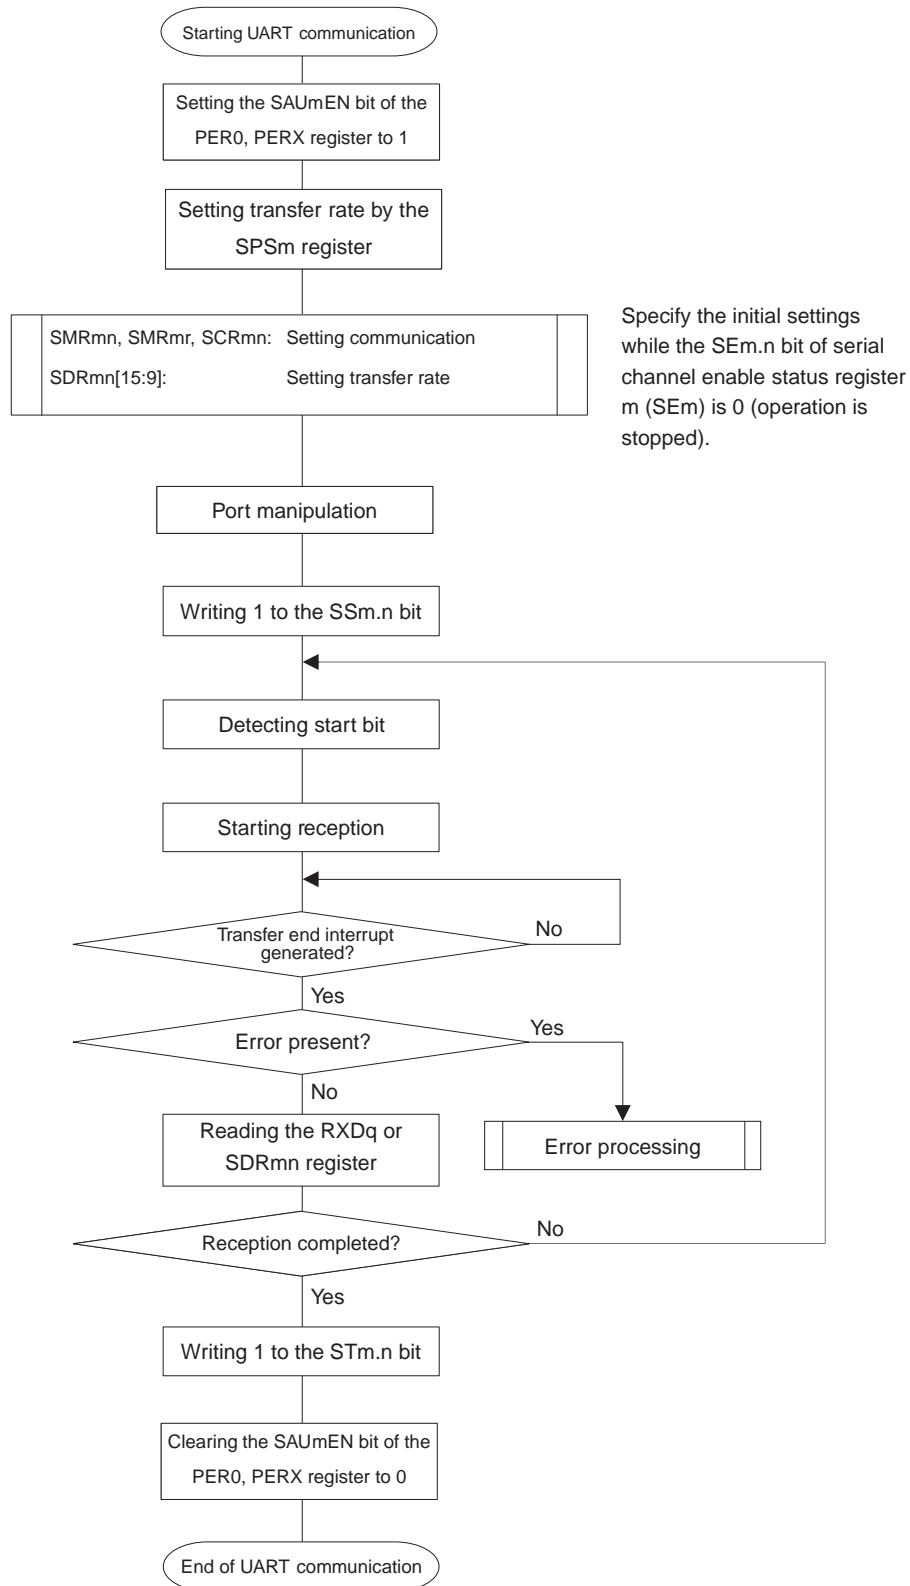 Starting UART communication
Setting the SAUmEN bit of the
PER0, PERX register to 1
Setting transfer rate by the
SPSm register
SMRmn, SMRmr, SCRmn: Setting communication
SDRmn[15:9]: Setting transfer rate
Specify the initial settings
while the SEm.n bit of serial
channel enable status register
m (SEm) is 0 (operation is
stopped).
Port manipulation
Writing 1 to the SSm.n bit
Detecting start bit
Starting reception
Transfer end interrupt
generated?
No
Yes
Error present?
Yes
No
Reading the RXDq or
SDRmn register
Error processing
Reception completed?
No
Yes
Writing 1 to the STm.n bit
Clearing the SAUmEN bit of the
PER0, PERX register to 0
End of UART communication